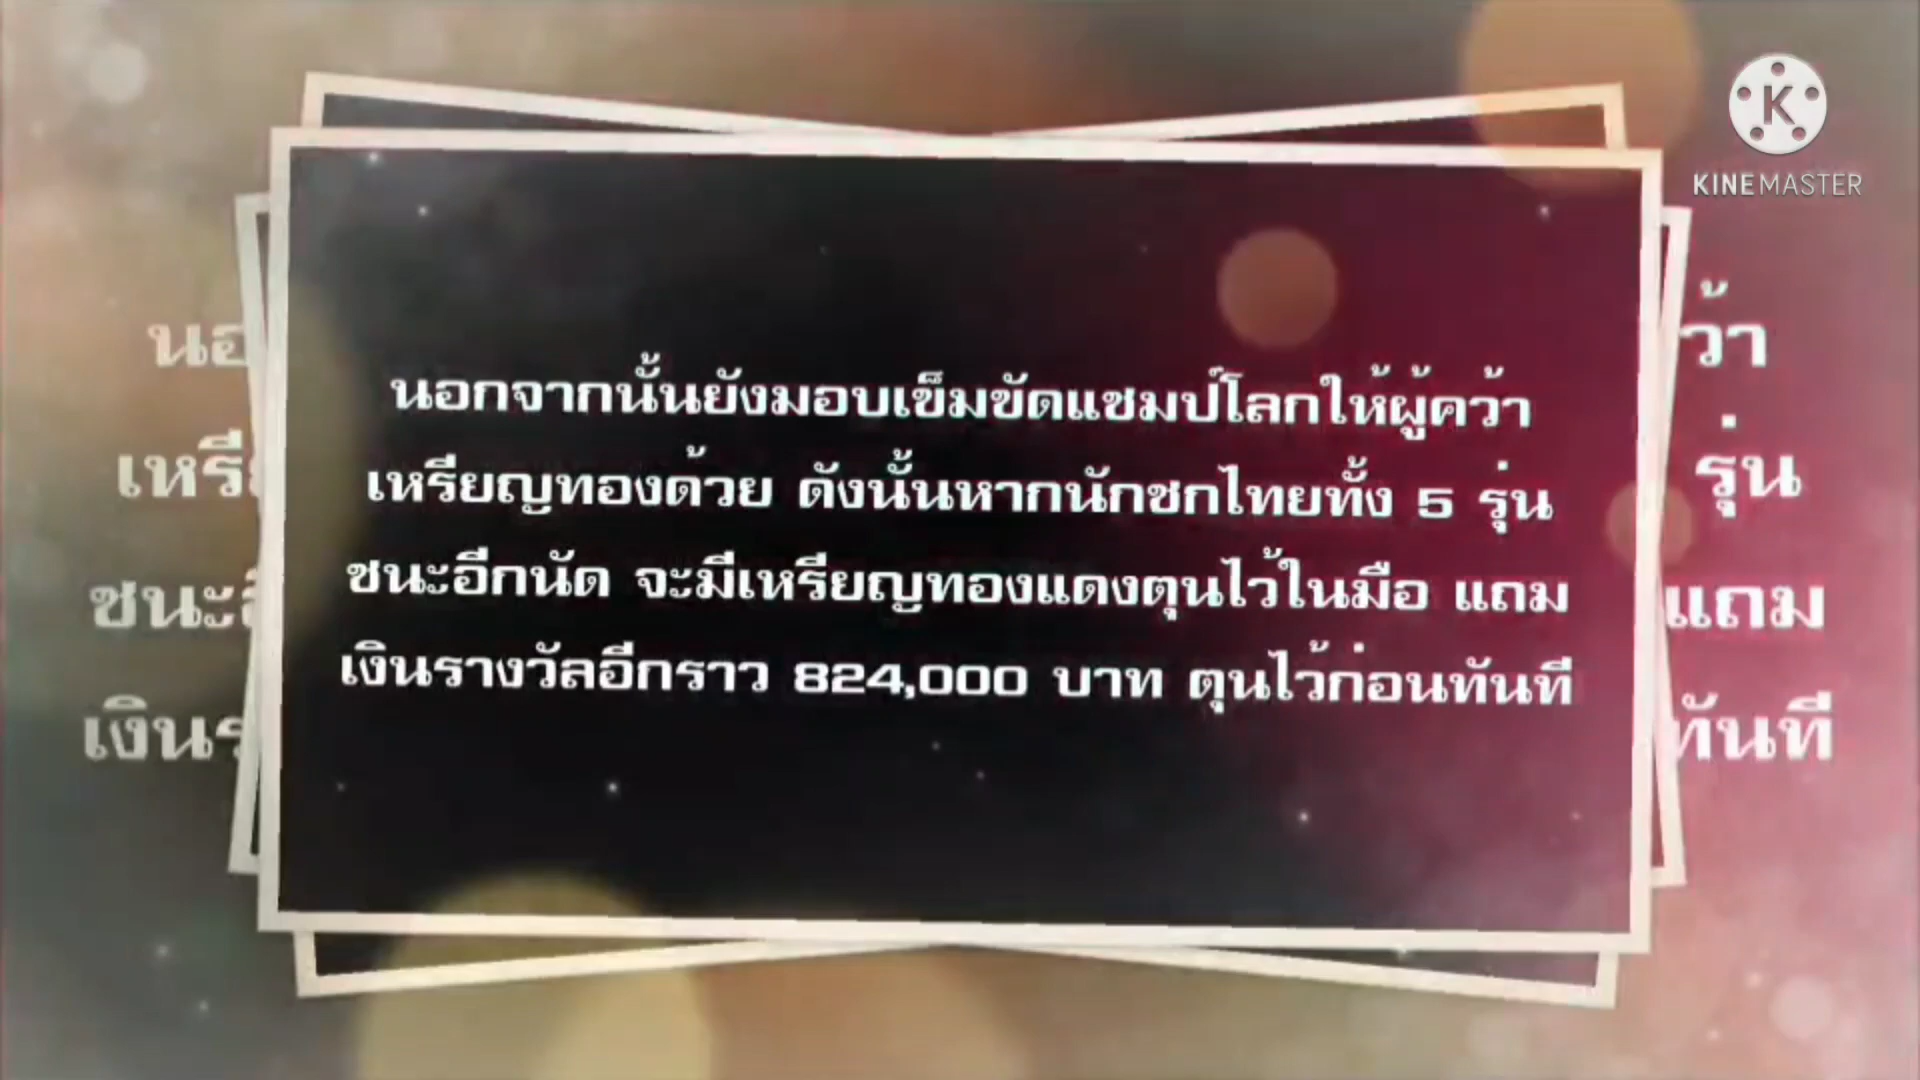 KINEMASTER
นอกจากนั้นยังมอบเข็มขัดแชมป์โลกให้ผู้คว้า
เหรียญทองด้วย ดังนั้นหากนักชกไทยทั้ง 5 รุ่น
ชนะอีกนัด จะมีเหรียญทองแดงตุนไว้ในมือ แถม
เงินรางวัลอีกราว 824,000 บาท ตุนไว้ก่อนทันที